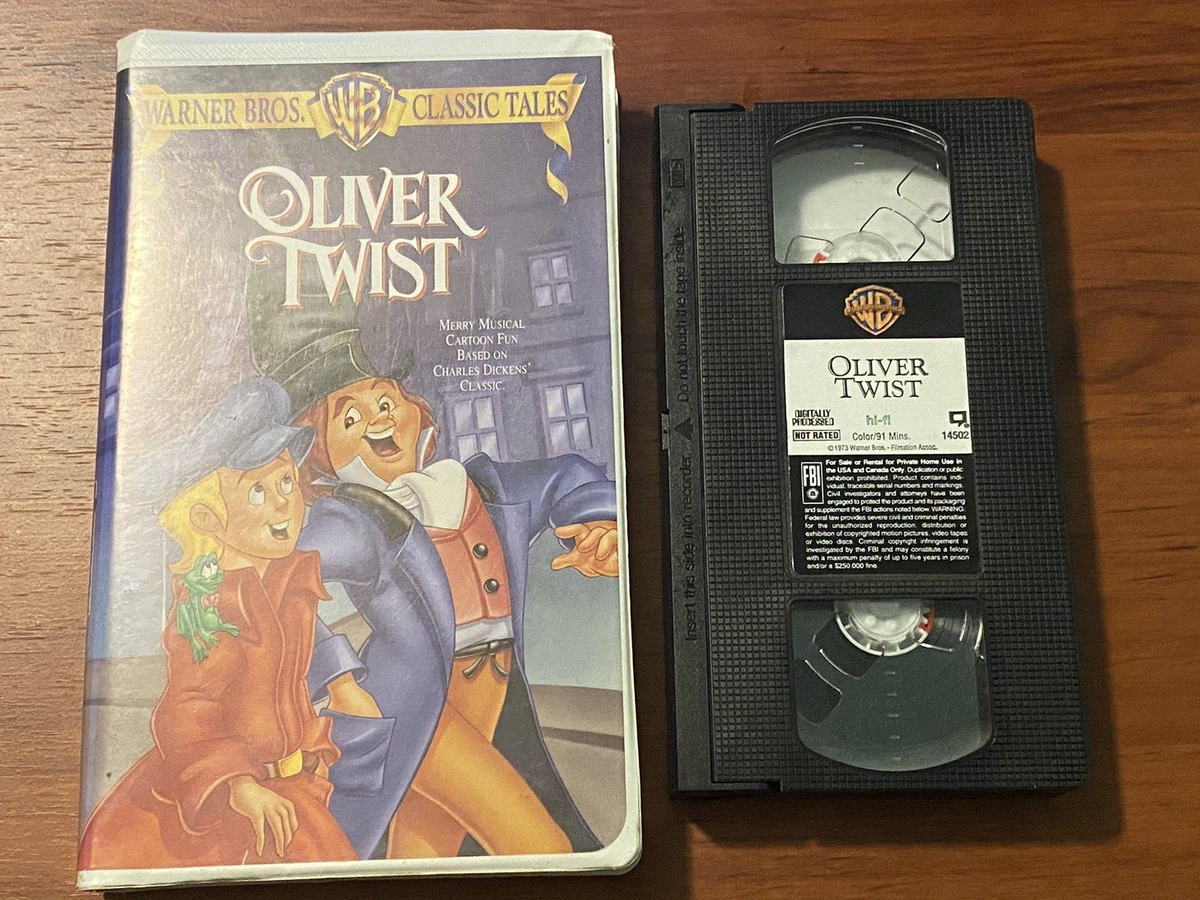 WARNER BROS. WB CLASSIC TALES
OLIVER
TWIST
MERRY MUSICAL
CARTOON FUN
BASED ON
CHARLES DICKENS'
CLASSIC.
VHS
Do not touch the tape inside
Insert this side into recorder
WB
OLIVER
TWIST
DIGITALLY
PROCESSED
hi-fi
NOT RATED
Color/91 Mins.
14502
©1973 Warner Bros. - Filmation Assoc.
FBI
For Sale or Rental for Private Home Use in
the USA and Canada Only. Duplication or public
exhibition prohibited. Product contains indi-
vidual, traceable serial numbers and markings.
Civil investigators and attorneys have been
engaged to protect the product and its packaging
and supplement the FBI actions noted below. WARNING:
Federal law provides severe civil and criminal penalties
for the unauthorized reproduction, distribution or
exhibition of copyrighted motion pictures, video tapes
or video discs. Criminal copyright infringement is
investigated by the FBI and may constitute a felony
with a maximum penalty of up to five years in prison
and/or a $250,000 fine.